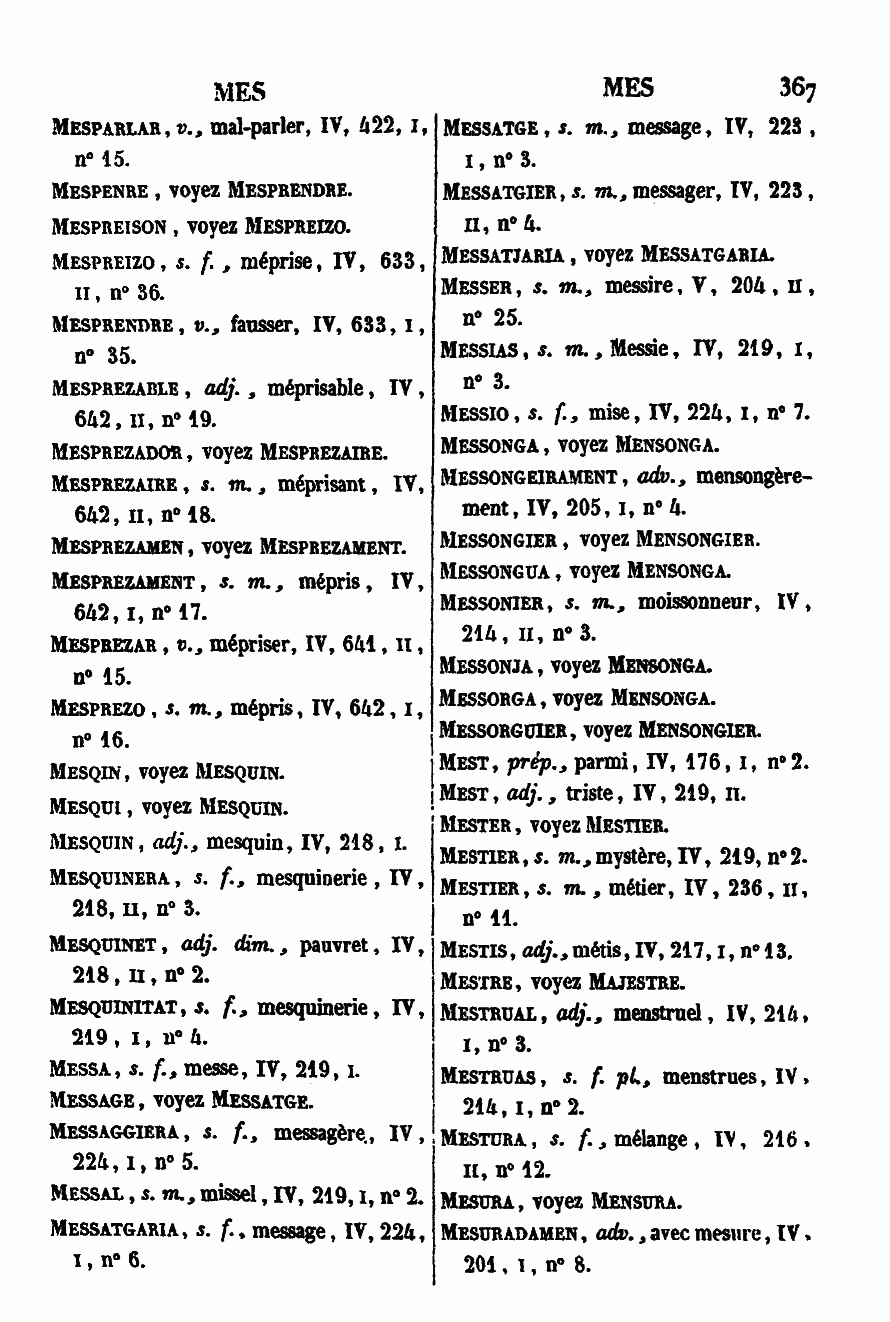 MES
MESPARLAR, v., mal-parler, IV, 422, I,
n° 15.
MESPENRE, voyez MESPRENDRE.
MESPREISON, voyez MESPREIZO.
MESPREIZO, s. f., méprise, IV, 633,
II, n° 36.
MESPRENDRE, v., fausser, IV, 633, I,
n° 35.
MESPREZABLE, adj., méprisable, IV,
642, II, n° 19.
MESPREZADOR, voyez MESPREZAIRE.
MESPREZAIRE, s. m., méprisant, IV,
642, II, n° 18.
MESPREZAMEN, voyez MESPREZAMENT.
MESPREZAMENT, s. m., mépris, IV,
642, I, n° 17.
MESPREZAR, v., mépriser, IV, 641, II,
n° 15.
MESPREZO, s. m., mépris, IV, 642, I,
n° 16.
MESQIN, voyez MESQUIN.
MESQUI, voyez MESQUIN.
MESQUIN, adj., mesquin, IV, 218, I.
MESQUINERA, s. f., mesquinerie, IV,
218, II, n° 3.
MESQUINET, adj. dim., pauvret, IV,
218, II, n° 2.
MESQUINITAT, s. f., mesquinerie, IV,
219, I, n° 4.
MESSA, s. f., messe, IV, 219, I.
MESSAGE, voyez MESSATGE.
MESSAGGIERA, s. f., messagère, IV,
224, I, n° 5.
MESSAL, s. m., missel, IV, 219, I, n° 2.
MESSATGARIA, s. f., message, IV, 224,
I, n° 6.
MES 367
MESSATGE, s. m., message, IV, 223,
I, n° 3.
MESSATGIER, s. m., messager, IV, 223,
II, n° 4.
MESSATJARIA, voyez MESSATGARIA.
MESSER, s. m., messire, V, 204, II,
n° 25.
MESSIAS, s. m., Messie, IV, 219, I,
n° 3.
MESSIO, s. f., mise, IV, 224, I, n° 7.
MESSONGA, voyez MENSONGA.
MESSONGEIRAMENT, adv., mensongère-
ment, IV, 205, I, n° 4.
MESSONGIER, voyez MENSONGIER.
MESSONGUA, voyez MENSONGA.
MESSONIER, s. m., moissonneur, IV,
214, II, n° 3.
MESSONJA, voyez MENSONGA.
MESSORGA, voyez MENSONGA.
MESSORGUIER, voyez MENSONGIER.
MEST, prép., parmi, IV, 176, I, n° 2.
MEST, adj., triste, IV, 219, II.
MESTER, voyez MESTIER.
MESTIER, s. m., mystère, IV, 219, n° 2.
MESTIER, s. m., métier, IV, 236, II,
n° 11.
MESTIS, adj., métis, IV, 217, I, n° 13.
MESTRE, voyez MAJESTRE.
MESTRUAL, adj., menstruel, IV, 214,
I, n° 3.
MESTRUAS, s. f. pl., menstrues, IV,
214, I, n° 2.
MESTURA, s. f., mélange, IV, 216,
II, n° 12.
MESURA, voyez MENSURA.
MESURADAMEN, adv., avec mesure, IV,
201, I, n° 8.